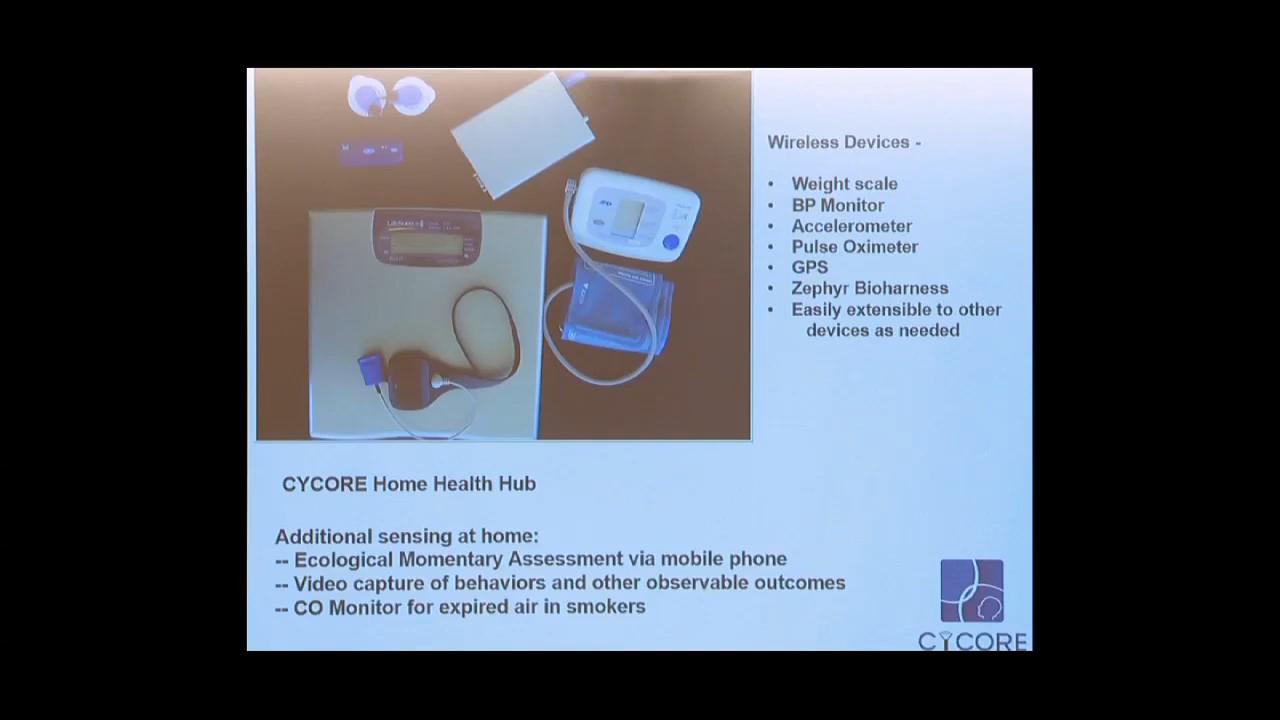 LifeSource
Wireless Devices -
• Weight scale
• BP Monitor
• Accelerometer
• Pulse Oximeter
• GPS
• Zephyr Bioharness
• Easily extensible to other
devices as needed
CYCORE Home Health Hub
Additional sensing at home:
-- Ecological Momentary Assessment via mobile phone
-- Video capture of behaviors and other observable outcomes
-- CO Monitor for expired air in smokers
CYCORE